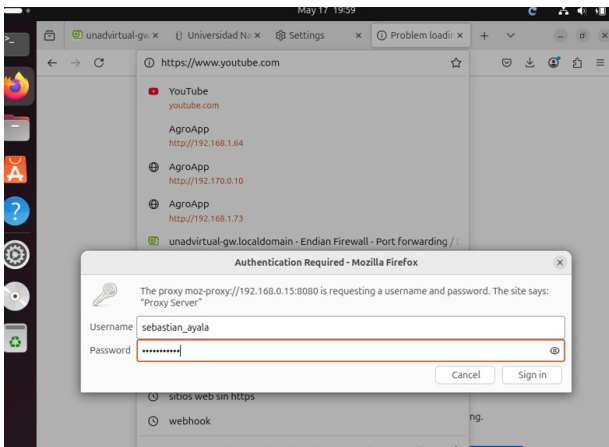 May 17 19:59
unadvirtual-gw
Universidad Na
Settings
Problem loadin
https://www.youtube.com
YouTube
youtube.com
AgroApp
http://192.168.1.64
AgroApp
http://192.170.0.10
AgroApp
http://192.168.1.73
unadvirtual-gw.localdomain - Endian Firewall - Port forwarding /
Authentication Required - Mozilla Firefox
The proxy moz-proxy://192.168.0.15:8080 is requesting a username and password. The site says:
"Proxy Server"
Username sebastian_ayala
Password •••••••••••
Cancel Sign in
sitios web sin https
webhook
ng.